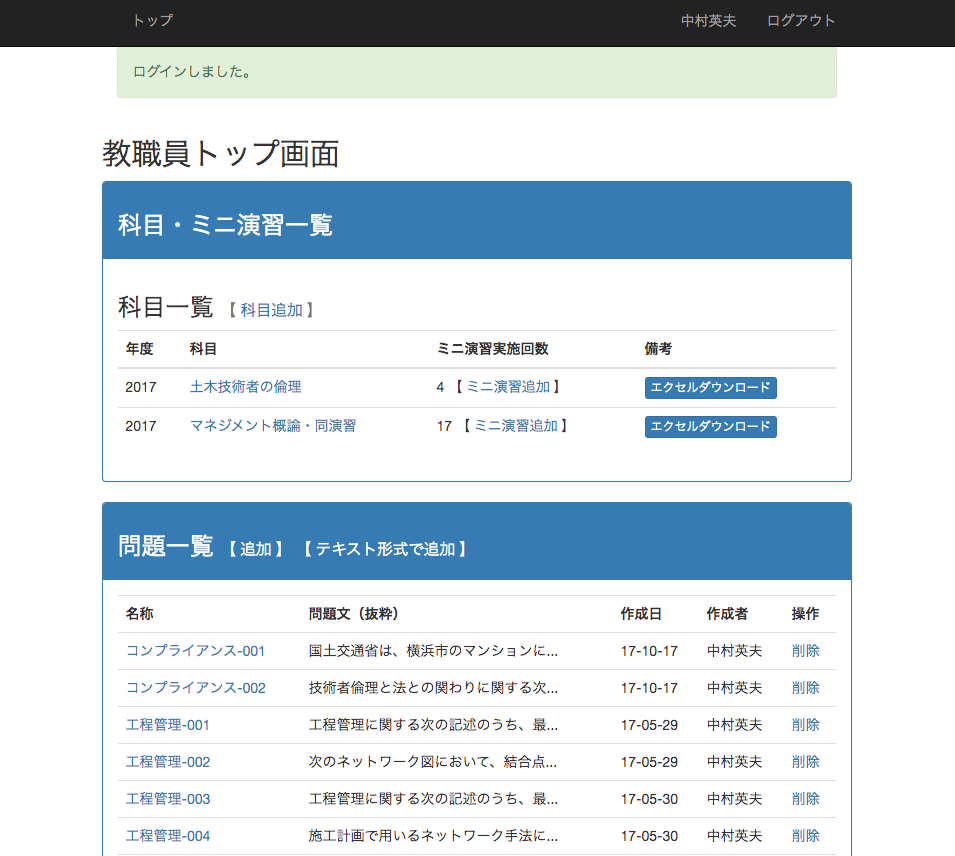 トップ 中村英夫 ログアウト
ログインしました。
教職員トップ画面
科目・ミニ演習一覧
科目一覧 【 科目追加 】
年度 科目 ミニ演習実施回数 備考
2017 土木技術者の倫理 4 【 ミニ演習追加 】 エクセルダウンロード
2017 マネジメント概論・同演習 17 【 ミニ演習追加 】 エクセルダウンロード
問題一覧 【 追加 】 【 テキスト形式で追加 】
名称 問題文（抜粋） 作成日 作成者 操作
コンプライアンス-001 国土交通省は、横浜市のマンションに... 17-10-17 中村英夫 削除
コンプライアンス-002 技術者倫理と法との関わりに関する次... 17-10-17 中村英夫 削除
工程管理-001 工程管理に関する次の記述のうち、最... 17-05-29 中村英夫 削除
工程管理-002 次のネットワーク図において、結合点... 17-05-29 中村英夫 削除
工程管理-003 工程管理に関する次の記述のうち、最... 17-05-30 中村英夫 削除
工程管理-004 施工計画で用いるネットワーク手法に... 17-05-30 中村英夫 削除